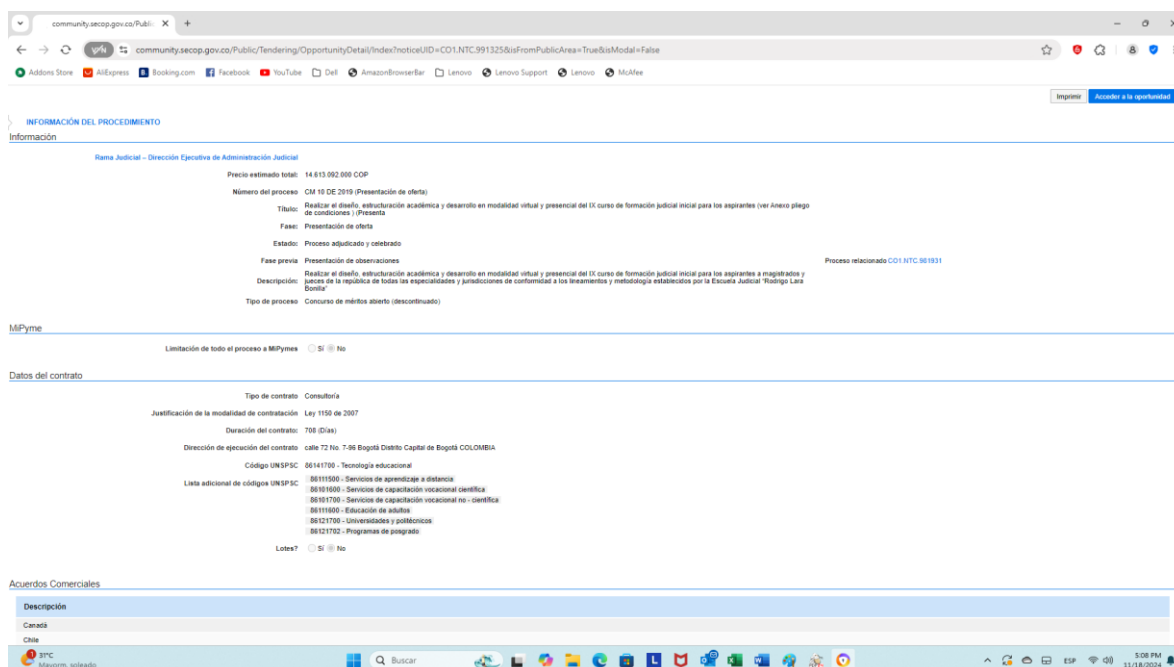 community.secop.gov.co/Publi
community.secop.gov.co/Public/Tendering/OpportunityDetail/Index?noticeUID=CO1.NTC.991325&isFromPublicArea=True&isModal=False
Addons Store AliExpress Booking.com Facebook YouTube Dell AmazonBrowserBar Lenovo Lenovo Support Lenovo McAfee
Imprimir Acceder a la oportunidad
INFORMACIÓN DEL PROCEDIMIENTO
Información
Rama Judicial – Dirección Ejecutiva de Administración Judicial
Precio estimado total: 14.613.092.000 COP
Número del proceso CM 10 DE 2019 (Presentación de oferta)
Título: Realizar el diseño, estructuración académica y desarrollo en modalidad virtual y presencial del IX curso de formación judicial inicial para los aspirantes (ver Anexo pliego
de condiciones ) (Presenta
Fase: Presentación de oferta
Estado: Proceso adjudicado y celebrado
Fase previa Presentación de observaciones Proceso relacionado CO1.NTC.981931
Descripción: Realizar el diseño, estructuración académica y desarrollo en modalidad virtual y presencial del IX curso de formación judicial inicial para los aspirantes a magistrados y
jueces de la república de todas las especialidades y jurisdicciones de conformidad a los lineamientos y metodología establecidos por la Escuela Judicial "Rodrigo Lara
Bonilla"
Tipo de proceso Concurso de méritos abierto (descontinuado)
MiPyme
Limitación de todo el proceso a MiPymes Sí No
Datos del contrato
Tipo de contrato Consultoría
Justificación de la modalidad de contratación Ley 1150 de 2007
Duración del contrato: 708 (Días)
Dirección de ejecución del contrato calle 72 No. 7-96 Bogotá Distrito Capital de Bogotá COLOMBIA
Código UNSPSC 86141700 - Tecnología educacional
Lista adicional de códigos UNSPSC 86111500 - Servicios de aprendizaje a distancia
86101600 - Servicios de capacitación vocacional científica
86101700 - Servicios de capacitación vocacional no - científica
86111600 - Educación de adultos
86121700 - Universidades y politécnicos
86121702 - Programas de posgrado
Lotes? Sí No
Acuerdos Comerciales
Descripción
Canadá
Chile
31°C
Mayorm. soleado
Buscar
ESP
5:08 PM
11/18/2024